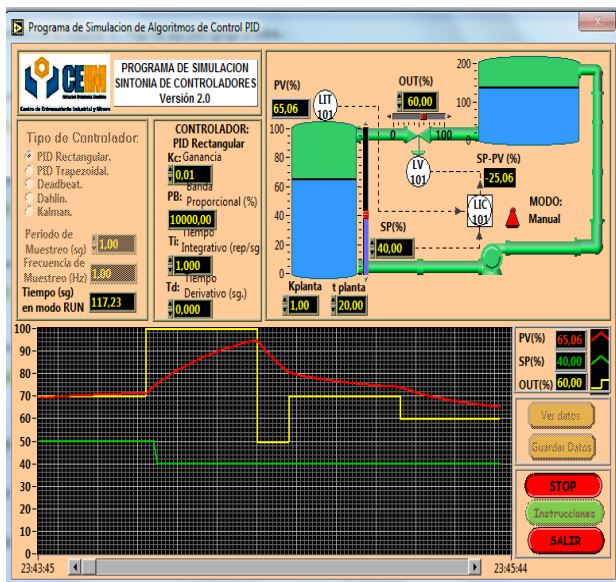 Programa de Simulacion de Algoritmos de Control PID
CEIM
Centro de Entrenamiento Industrial y Minero
PROGRAMA DE SIMULACION
SINTONIA DE CONTROLADORES
Versión 2.0
Tipo de Controlador:
PID Rectangular.
PID Trapezoidal.
Deadbeat.
Dahlin.
Kalman.
Periodo de
Muestreo (sg) 1,00
Frecuencia de
Muestreo (Hz) 1,00
Tiempo (sg)
en modo RUN 117,23
CONTROLADOR:
PID Rectangular
Kc: Ganancia
0,01
Banda
PB: Proporcional (%)
10000,00
Tiempo
Ti: Integrativo (rep/sg
1,000
Tiempo
Td: Derivativo (sg.)
0,000
PV(%)
65,06
LIT
101
OUT(%)
60,00
0 100
LV
101
SP-PV (%)
-25,06
LIC
101
MODO:
Manual
SP(%)
40,00
Kplanta
1,00
t planta
20,00
200
100
0
100
80
60
40
20
0
100
90
80
70
60
50
40
30
20
10
0
23:43:45
23:45:44
PV(%) 65,06
SP(%) 40,00
OUT(%) 60,00
Ver datos
Guardar Datos
STOP
Instrucciones
SALIR